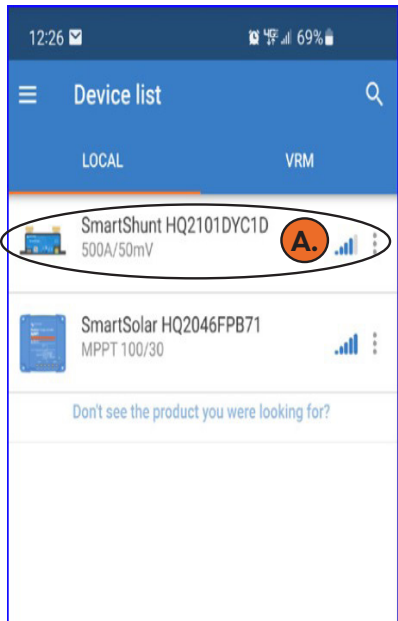 12:26 69%
Device list
LOCAL VRM
SmartShunt HQ2101DYC1D
500A/50mV
A.
SmartSolar HQ2046FPB71
MPPT 100/30
Don't see the product you were looking for?